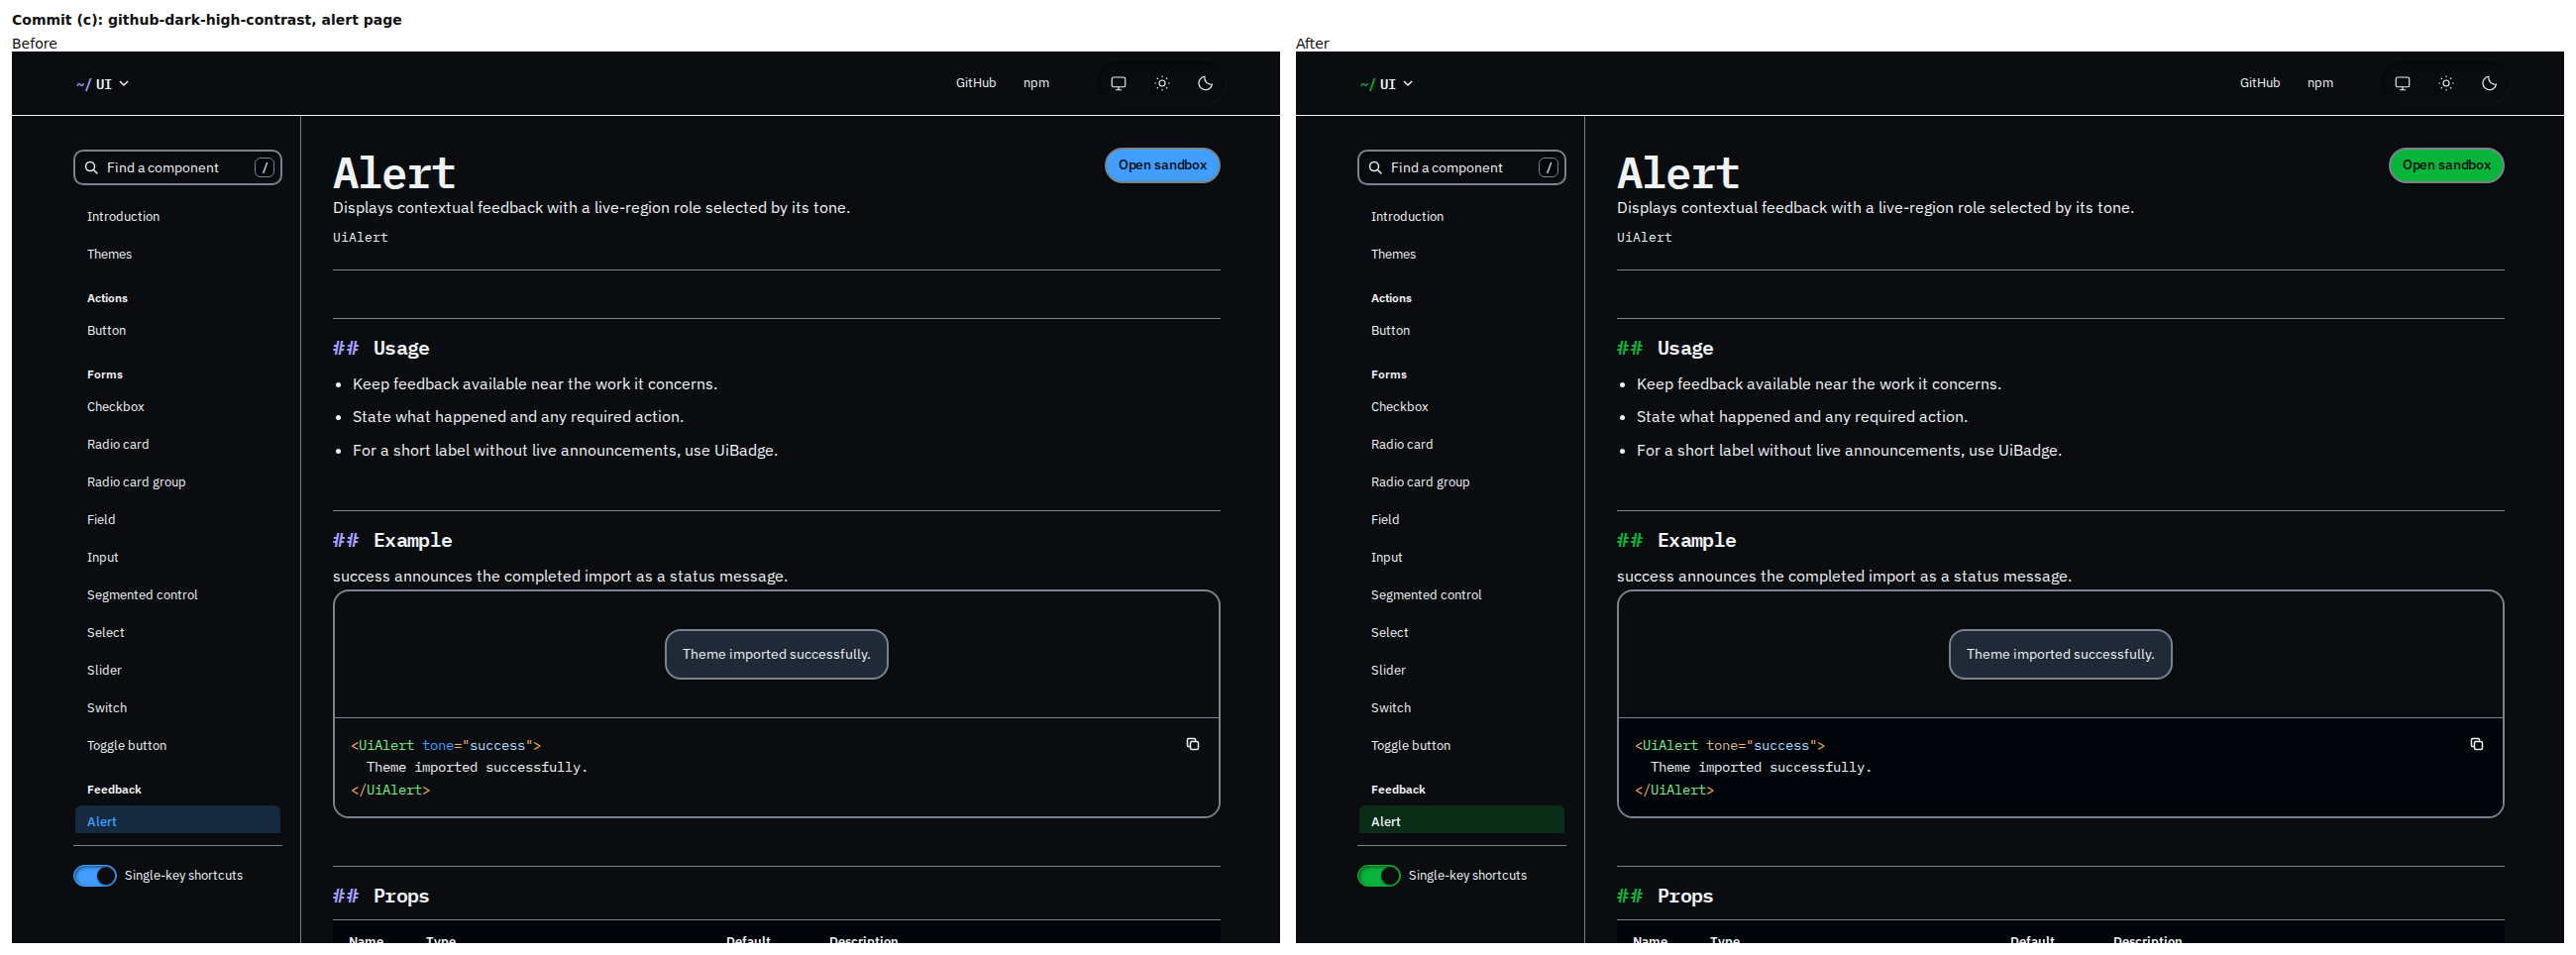 Commit (c): github-dark-high-contrast, alert page
Before
~/ UI
GitHub npm
Find a component /
Introduction
Themes
Actions
Button
Forms
Checkbox
Radio card
Radio card group
Field
Input
Segmented control
Select
Slider
Switch
Toggle button
Feedback
Alert
Single-key shortcuts
Alert
Open sandbox
Displays contextual feedback with a live-region role selected by its tone.
UiAlert
## Usage
• Keep feedback available near the work it concerns.
• State what happened and any required action.
• For a short label without live announcements, use UiBadge.
## Example
success announces the completed import as a status message.
Theme imported successfully.
<UiAlert tone="success">
Theme imported successfully.
</UiAlert>
## Props
Name Type Default Description
After
~/ UI
GitHub npm
Find a component /
Introduction
Themes
Actions
Button
Forms
Checkbox
Radio card
Radio card group
Field
Input
Segmented control
Select
Slider
Switch
Toggle button
Feedback
Alert
Single-key shortcuts
Alert
Open sandbox
Displays contextual feedback with a live-region role selected by its tone.
UiAlert
## Usage
• Keep feedback available near the work it concerns.
• State what happened and any required action.
• For a short label without live announcements, use UiBadge.
## Example
success announces the completed import as a status message.
Theme imported successfully.
<UiAlert tone="success">
Theme imported successfully.
</UiAlert>
## Props
Name Type Default Description